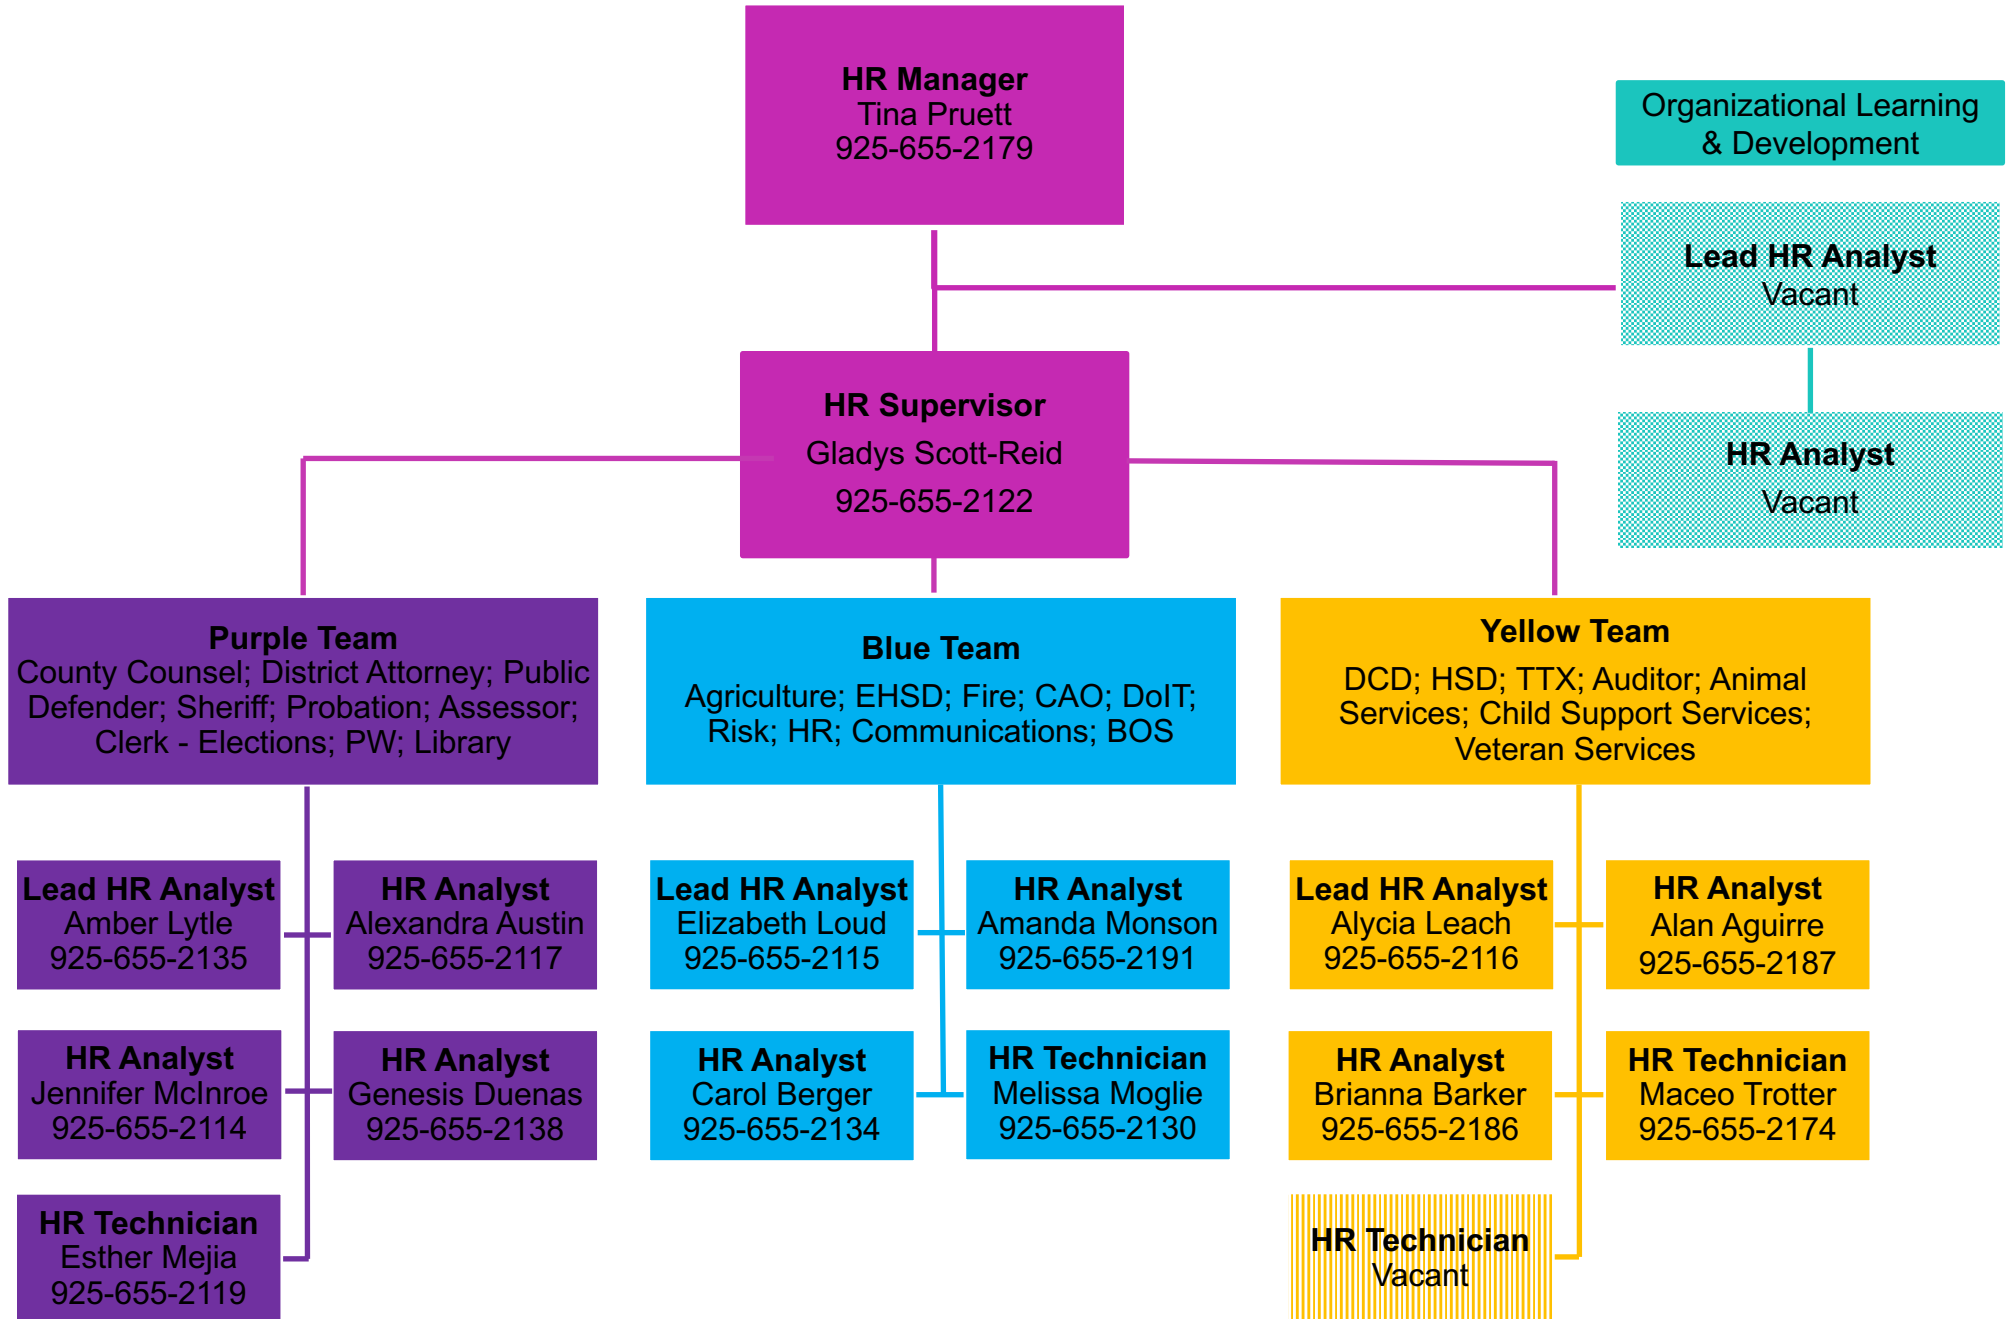 HR Manager
Tina Pruett
925-655-2179
Organizational Learning
& Development
Lead HR Analyst
Vacant
HR Analyst
Vacant
HR Supervisor
Gladys Scott-Reid
925-655-2122
Purple Team
County Counsel; District Attorney; Public
Defender; Sheriff; Probation; Assessor;
Clerk - Elections; PW; Library
Lead HR Analyst
Amber Lytle
925-655-2135
HR Analyst
Alexandra Austin
925-655-2117
HR Analyst
Jennifer McInroe
925-655-2114
HR Analyst
Genesis Duenas
925-655-2138
HR Technician
Esther Mejia
925-655-2119
Blue Team
Agriculture; EHSD; Fire; CAO; DoIT;
Risk; HR; Communications; BOS
Lead HR Analyst
Elizabeth Loud
925-655-2115
HR Analyst
Amanda Monson
925-655-2191
HR Analyst
Carol Berger
925-655-2134
HR Technician
Melissa Moglie
925-655-2130
Yellow Team
DCD; HSD; TTX; Auditor; Animal
Services; Child Support Services;
Veteran Services
Lead HR Analyst
Alycia Leach
925-655-2116
HR Analyst
Alan Aguirre
925-655-2187
HR Analyst
Brianna Barker
925-655-2186
HR Technician
Maceo Trotter
925-655-2174
HR Technician
Vacant